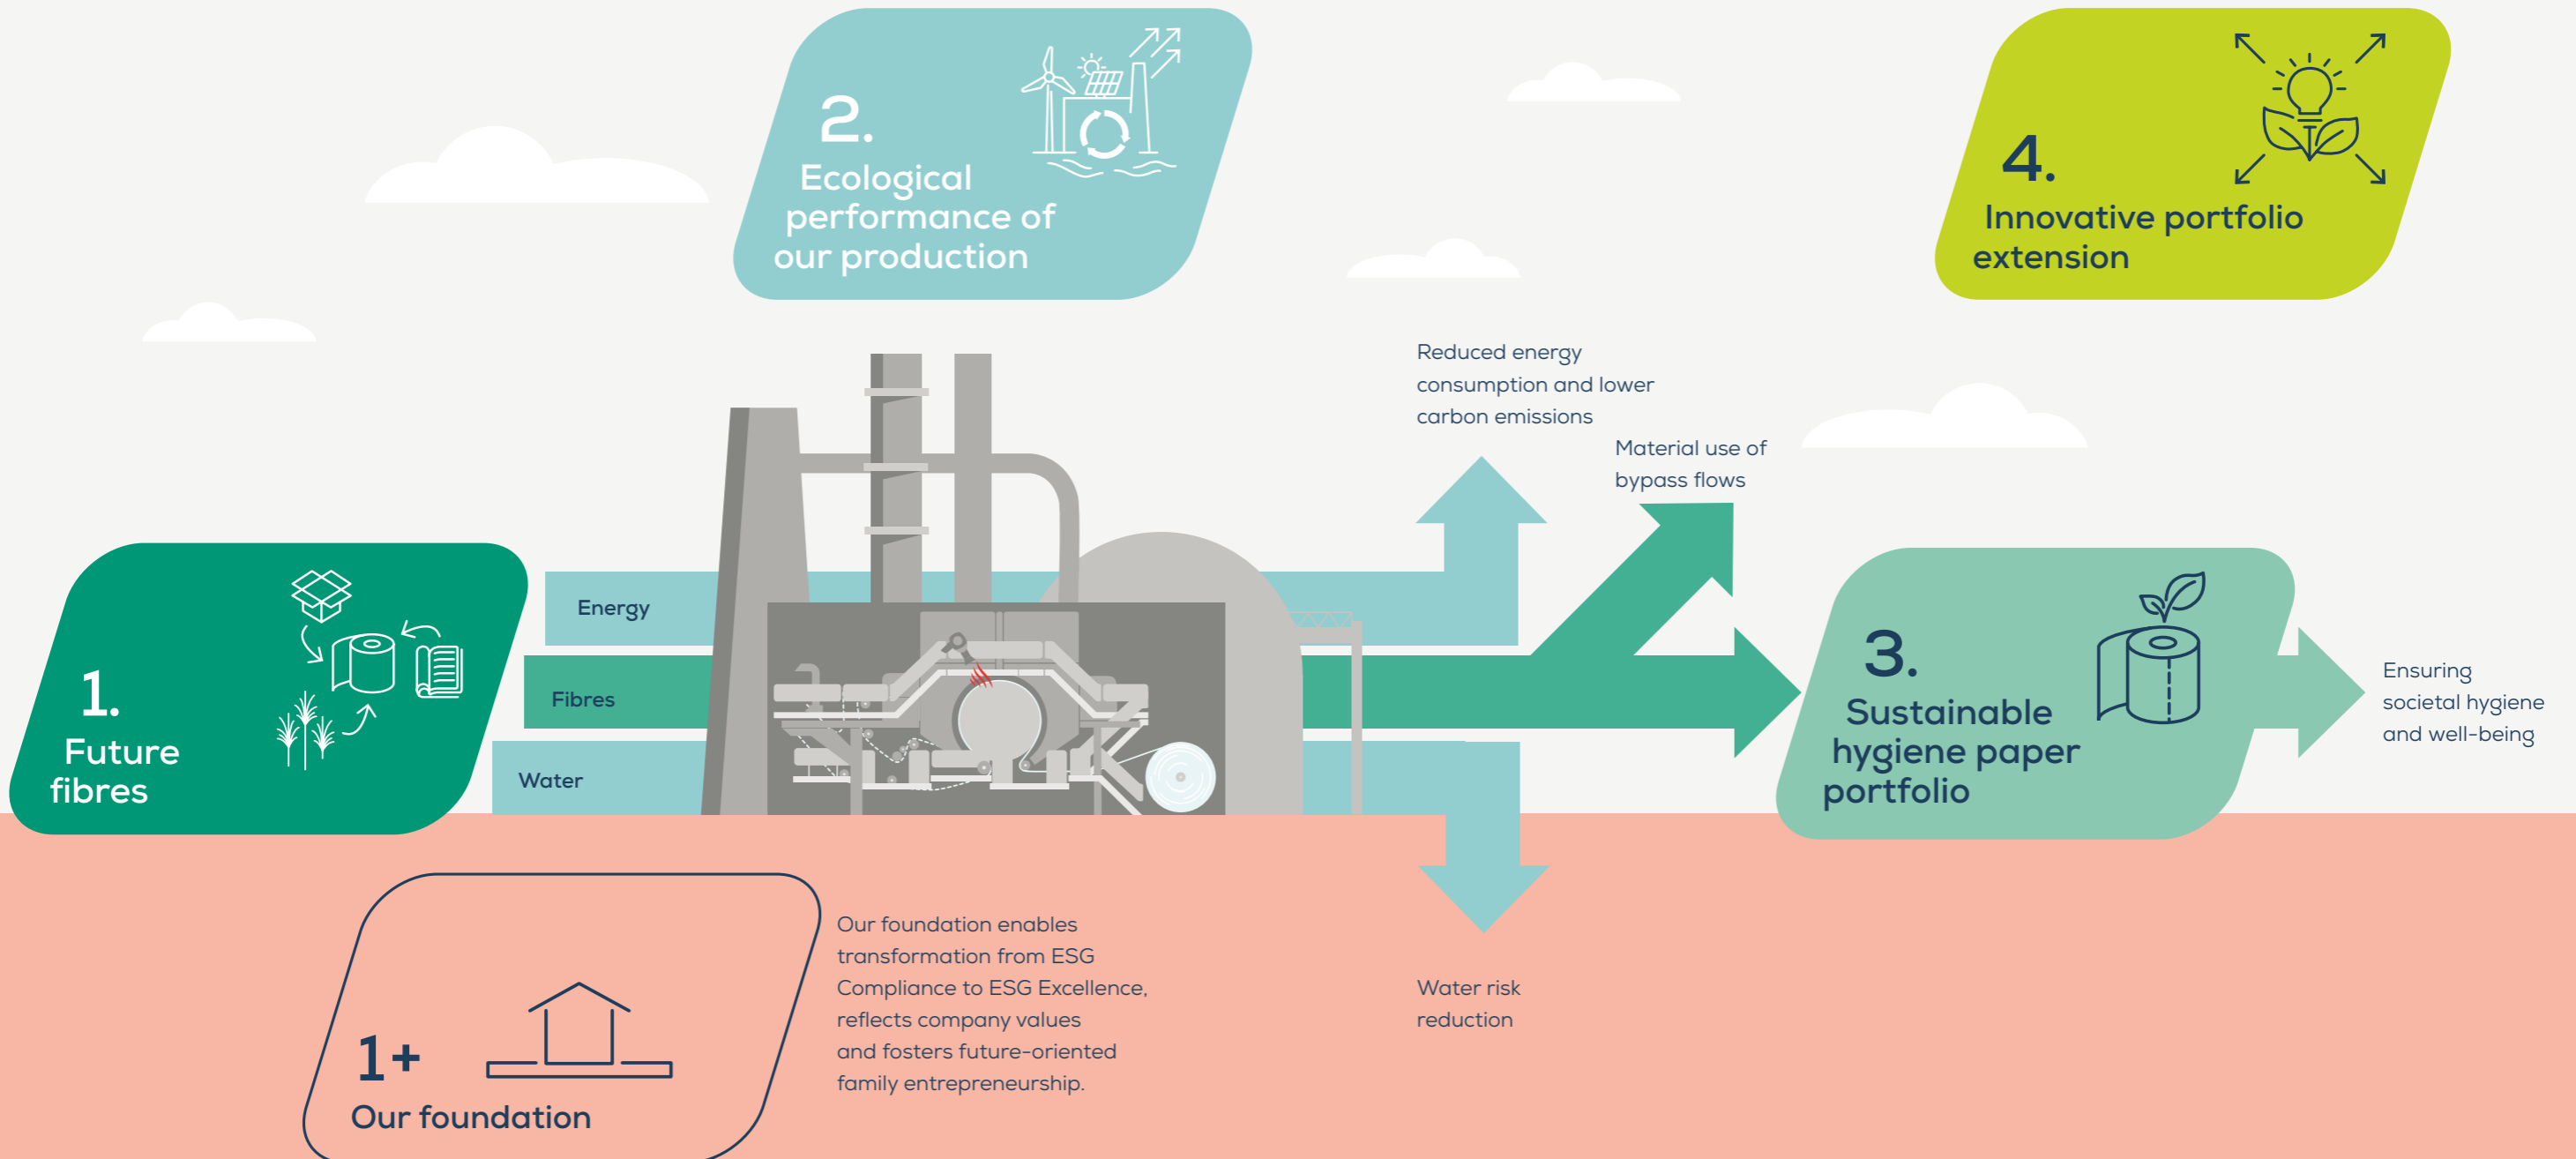 2.
Ecological
performance of
our production
4.
Innovative portfolio
extension
Reduced energy
consumption and lower
carbon emissions
Material use of
bypass flows
1.
Future
fibres
Energy
Fibres
Water
3.
Sustainable
hygiene paper
portfolio
Ensuring
societal hygiene
and well-being
1+
Our foundation
Our foundation enables
transformation from ESG
Compliance to ESG Excellence,
reflects company values
and fosters future-oriented
family entrepreneurship.
Water risk
reduction